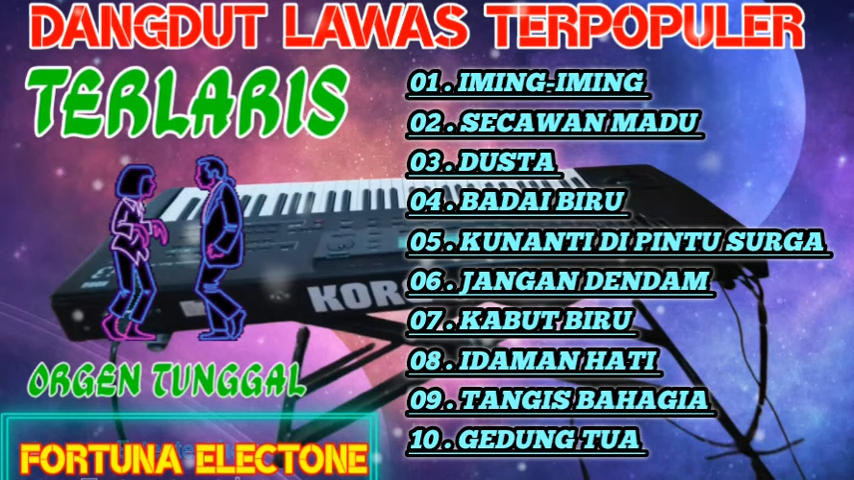 DANGDUT LAWAS TERPOPULER
TERLARIS
01. IMING-IMING
02. SECAWAN MADU
03. DUSTA
04. BADAI BIRU
05. KUNANTI DI PINTU SURGA
06. JANGAN DENDAM
07. KABUT BIRU
08. IDAMAN HATI
09. TANGIS BAHAGIA
10. GEDUNG TUA
KORG
ORGEN TUNGGAL
FORTUNA ELECTONE